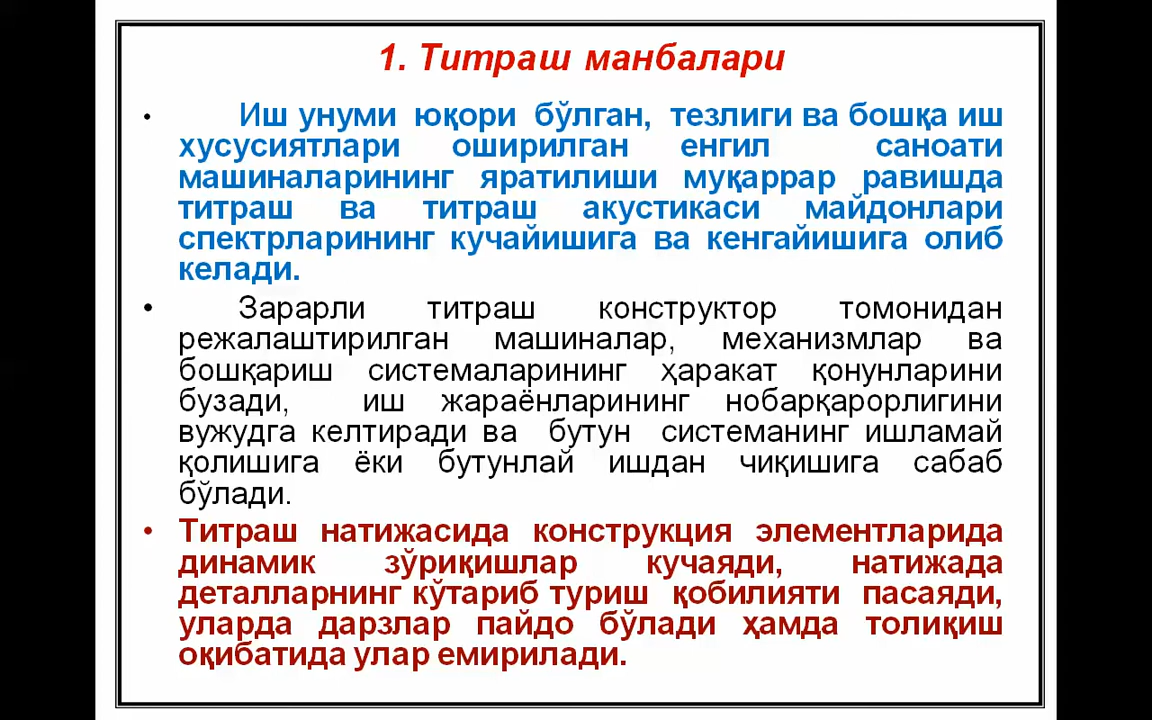 1. Титраш манбалари
• Иш унуми юқори бўлган, тезлиги ва бошқа иш
хусусиятлари оширилган енгил саноати
машиналарининг яратилиши муқаррар равишда
титраш ва титраш акустикаси майдонлари
спектрларининг кучайишига ва кенгайишига олиб
келади.
• Зарарли титраш конструктор томонидан
режалаштирилган машиналар, механизмлар ва
бошқариш системаларининг ҳаракат қонунларини
бузади, иш жараёнларининг нобарқарорлигини
вужудга келтиради ва бутун системанинг ишламай
қолишига ёки бутунлай ишдан чиқишига сабаб
бўлади.
• Титраш натижасида конструкция элементларида
динамик зўриқишлар кучаяди, натижада
деталларнинг кўтариб туриш қобилияти пасаяди,
уларда дарзлар пайдо бўлади ҳамда толиқиш
оқибатида улар емирилади.